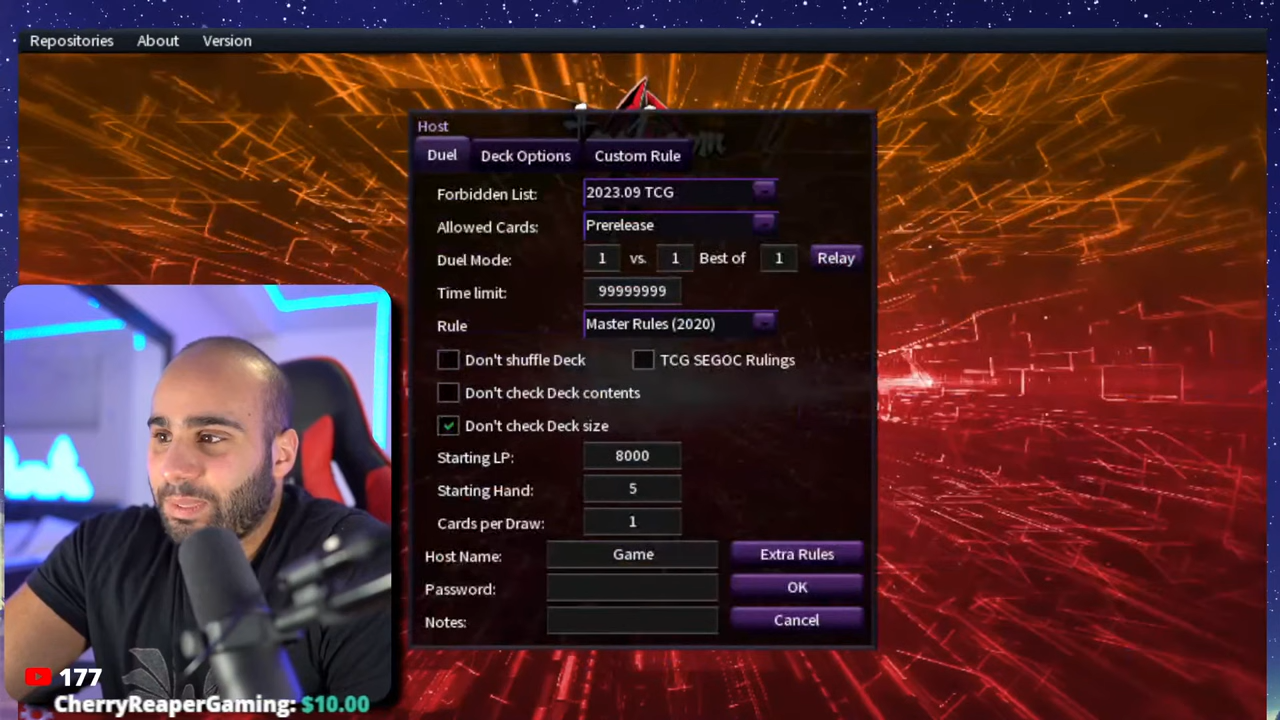 Repositories About Version
Host
Duel Deck Options Custom Rule
Forbidden List: 2023.09 TCG
Allowed Cards: Prerelease
Duel Mode: 1 vs. 1 Best of 1 Relay
Time limit: 99999999
Rule Master Rules (2020)
Don't shuffle Deck TCG SEGOC Rulings
Don't check Deck contents
Don't check Deck size
Starting LP: 8000
Starting Hand: 5
Cards per Draw: 1
Host Name: Game Extra Rules
Password: OK
Notes: Cancel
177
CherryReaperGaming: $10.00